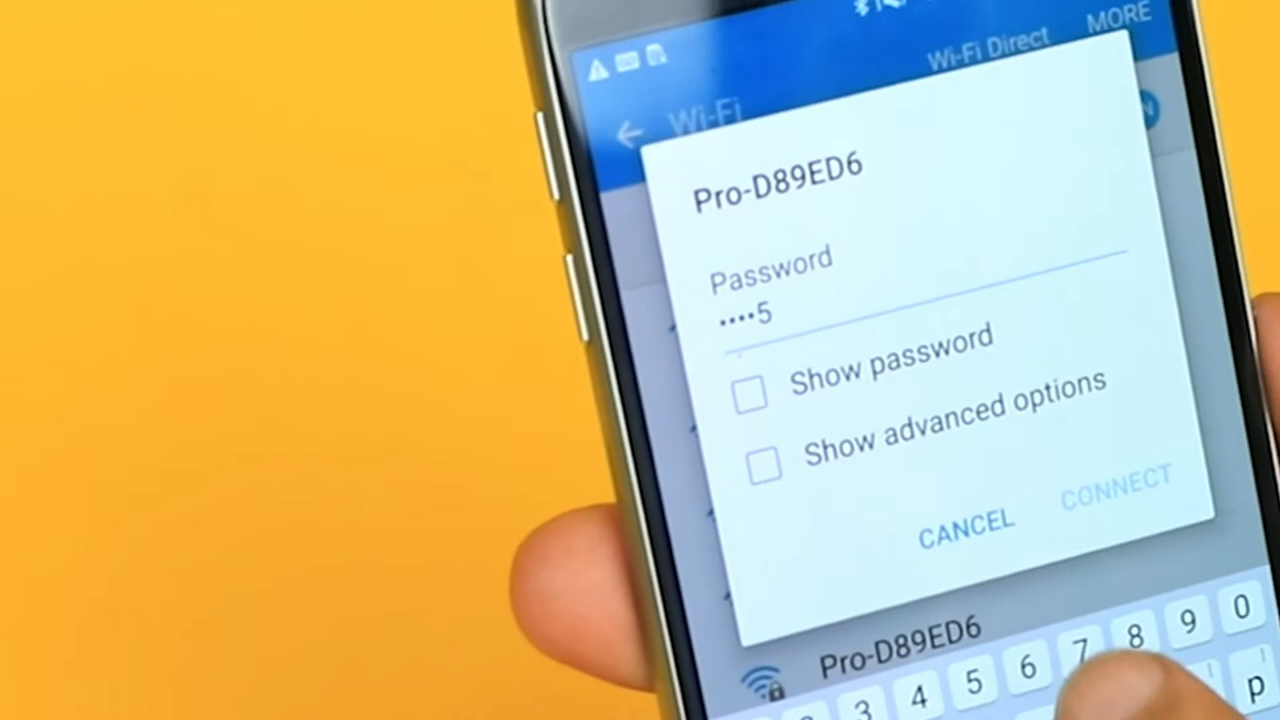 MORE
Wi-Fi Direct
Wi-Fi
N
Pro-D89ED6
Password
••••5
Show password
Show advanced options
CANCEL
CONNECT
Pro-D89ED6
3 4 5 6 7 8 9 0
p